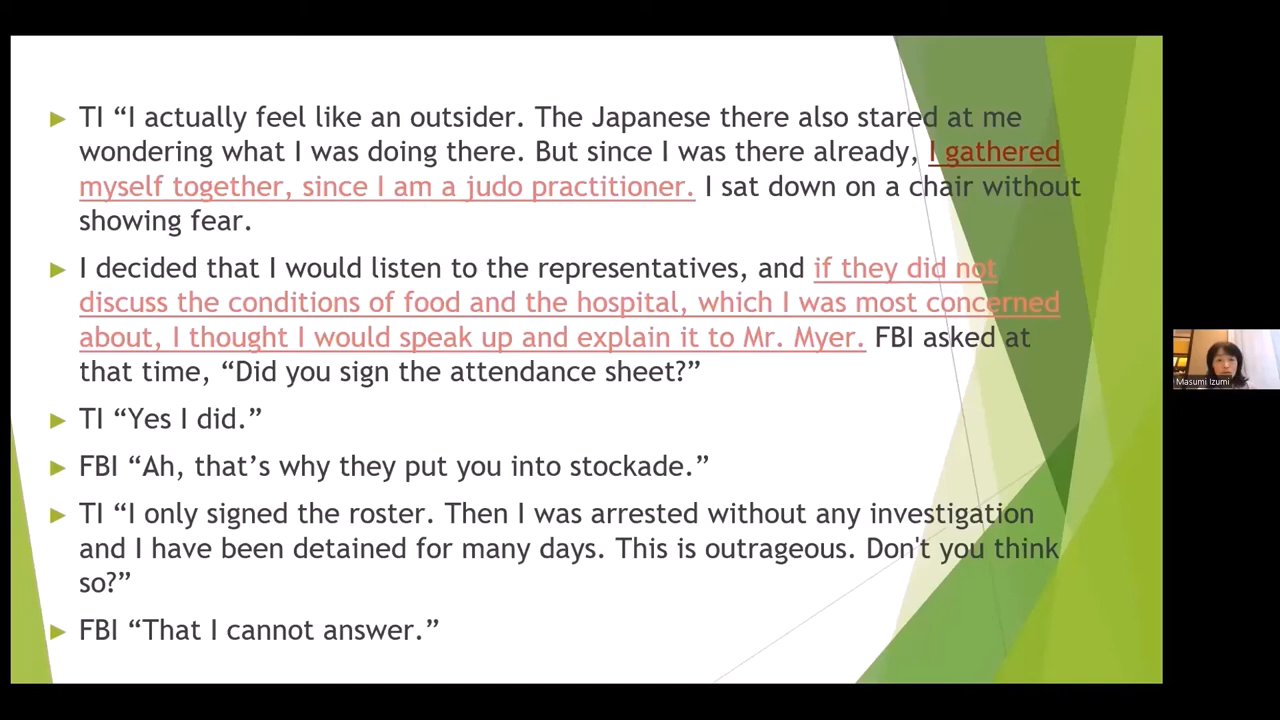 TI “I actually feel like an outsider. The Japanese there also stared at me
wondering what I was doing there. But since I was there already, I gathered
myself together, since I am a judo practitioner. I sat down on a chair without
showing fear.
I decided that I would listen to the representatives, and if they did not
discuss the conditions of food and the hospital, which I was most concerned
about, I thought I would speak up and explain it to Mr. Myer. FBI asked at
that time, “Did you sign the attendance sheet?”
TI “Yes I did.”
FBI “Ah, that’s why they put you into stockade.”
TI “I only signed the roster. Then I was arrested without any investigation
and I have been detained for many days. This is outrageous. Don't you think
so?”
FBI “That I cannot answer.”
Masumi Izumi